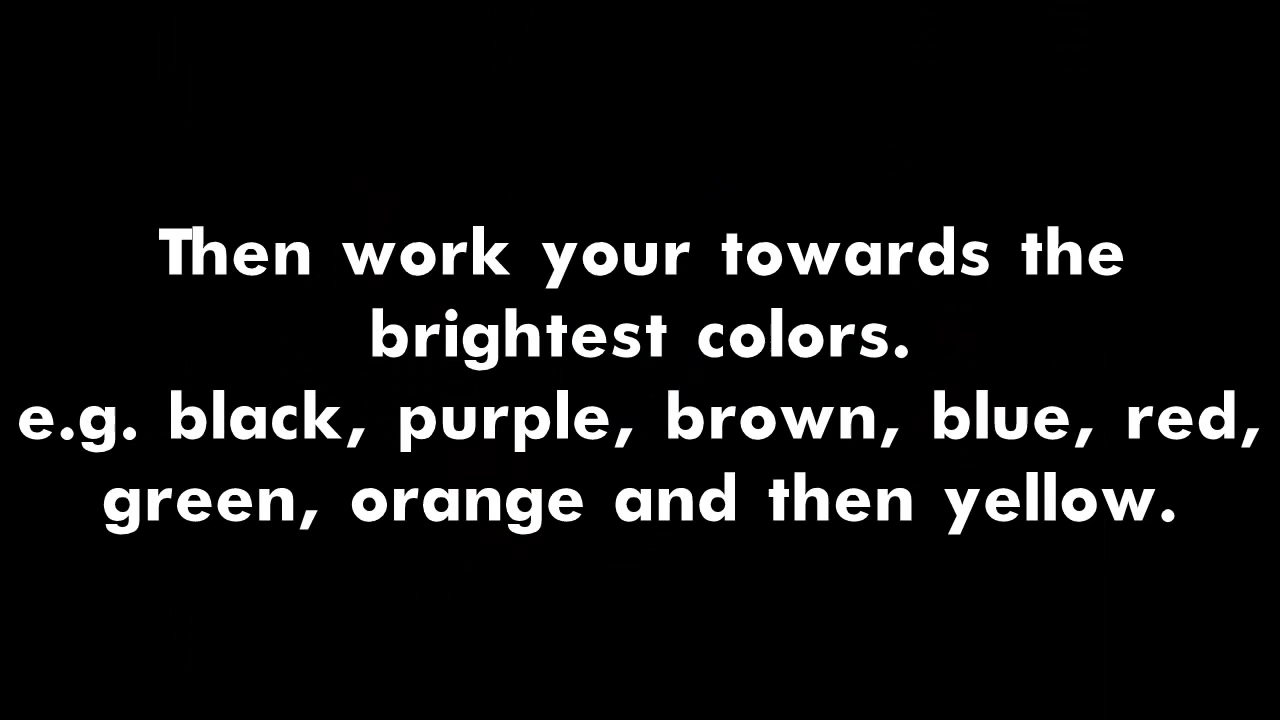 Then work your towards the
brightest colors.
e.g. black, purple, brown, blue, red,
green, orange and then yellow.